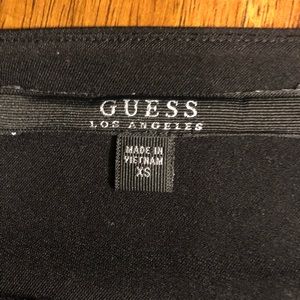 GUESS
LOS ANGELES
MADE IN
VIETNAM
XS